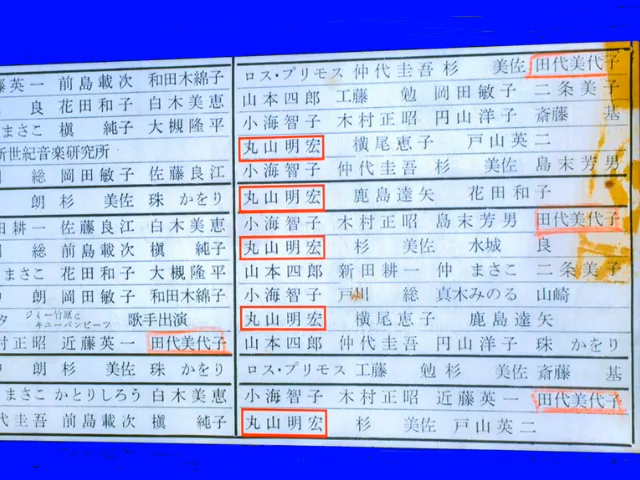 藤英一 前島載次 和田木綿子
良 花田和子 白木美恵
まさこ 槇 純子 大槻隆平
新世紀音楽研究所
総 岡田敏子 佐藤良江
朗 杉 美佐 珠 かをり
田耕一 佐藤良江 白木美恵
総 前島載次 槇 純子
まさこ 花田和子 大槻隆平
朗 岡田敏子 和田木綿子
タ ジミー竹原と キューバンピーツ 歌手出演
村正昭 近藤英一 田代美代子
朗 杉 美佐 珠 かをり
まさこ かとりしろう 白木美恵
代圭吾 前島載次 槇 純子
ロス・プリモス 仲代圭吾 杉 美佐 田代美代子
山本四郎 工藤 勉 岡田敏子 二条美子
小海智子 木村正昭 円山洋子 斎藤 基
丸山明宏 横尾恵子 戸山英二
小海智子 仲代圭吾 杉 美佐 島末芳男
丸山明宏 鹿島達矢 花田和子
小海智子 木村正昭 島末芳男 田代美代子
丸山明宏 杉 美佐 水城 良
山本四郎 新田耕一 仲 まさこ 二条美子
小海智子 戸川 総 真木みのる 山崎
丸山明宏 横尾恵子 鹿島達矢
山本四郎 仲代圭吾 円山洋子 珠 かをり
ロス・プリモス 工藤 勉 杉 美佐 斎藤 基
小海智子 木村正昭 近藤英一 田代美代子
丸山明宏 杉 美佐 戸山英二